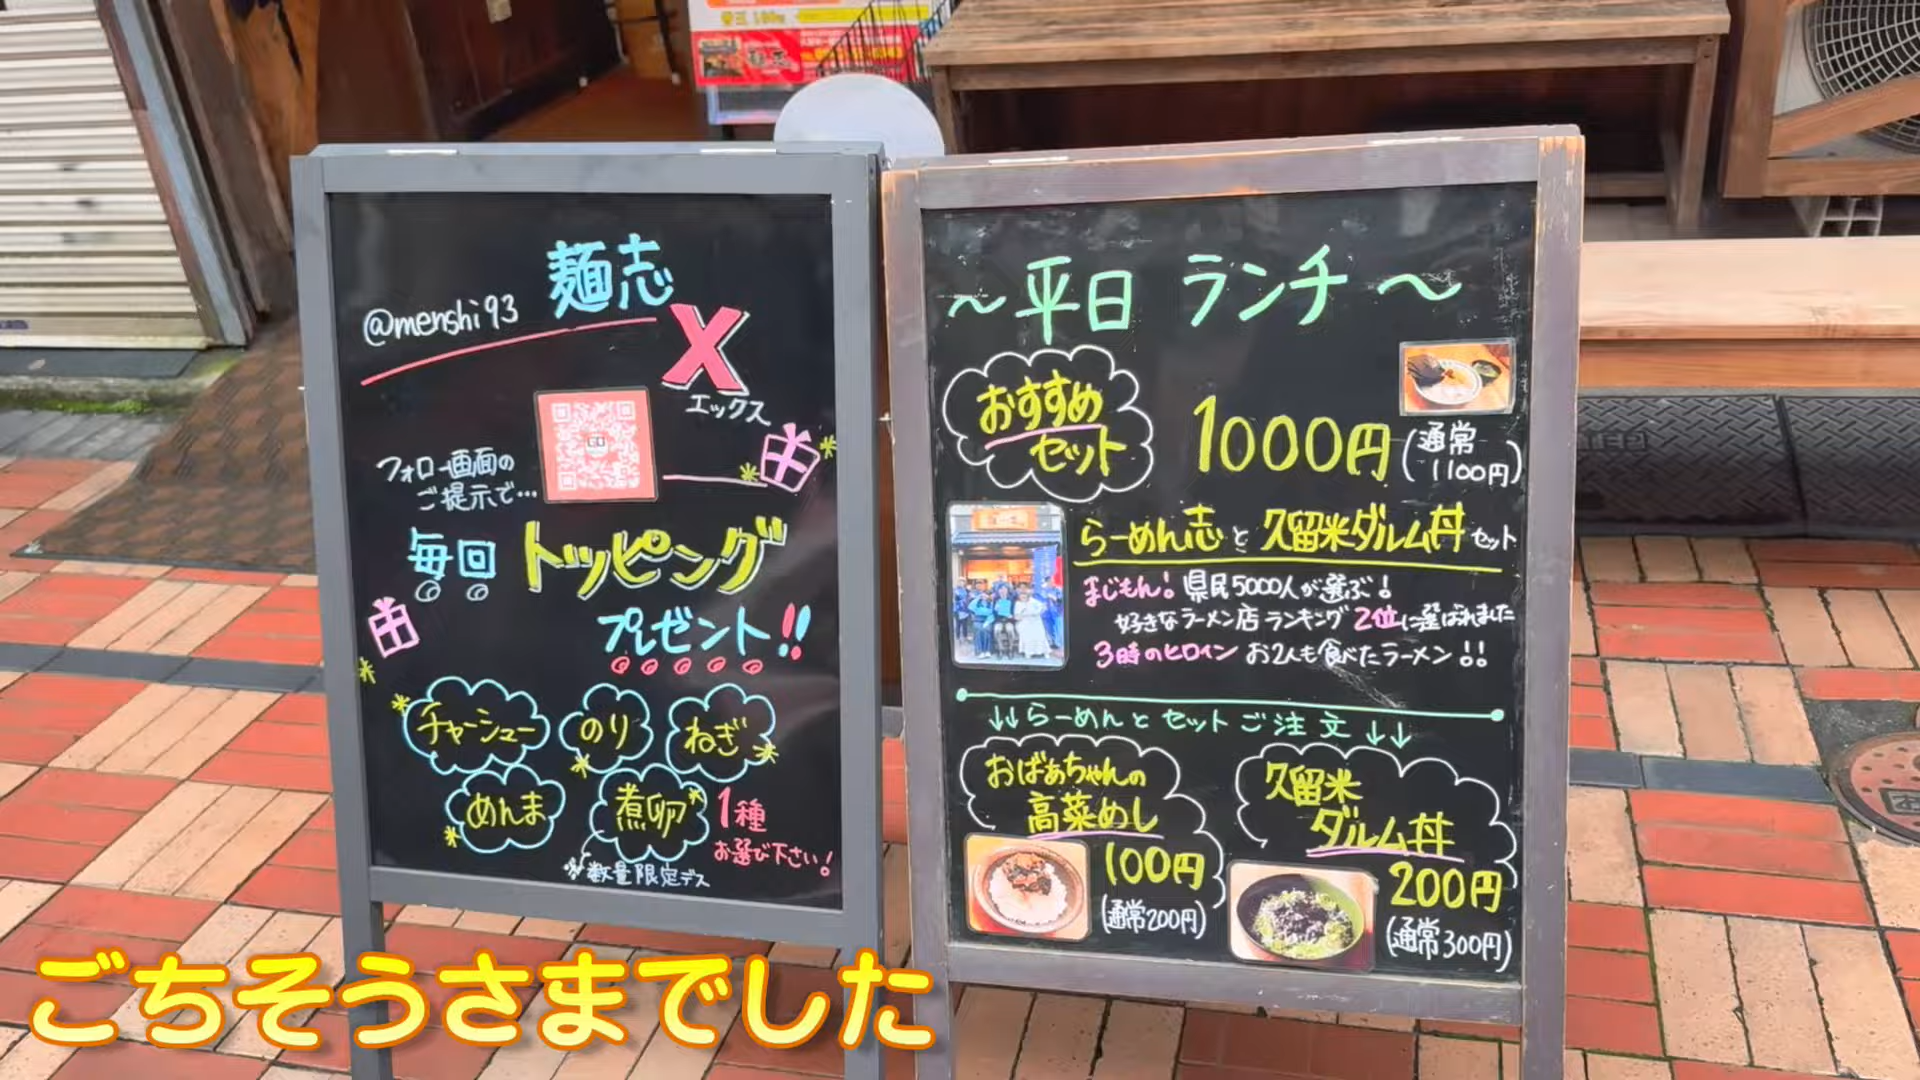 麺志
@menshi93
X
エックス
フォロー画面の
ご提示で…
毎回 トッピング
プレゼント!!
チャーシュー
のり
ねぎ
めんま
煮卵
1種
お選び下さい!
数量限定デス
～平日 ランチ～
おすすめ
セット
1000円
(通常
1100円)
らーめん志と 久留米ダルム丼セット
まじもん! 県民5000人が選ぶ!
好きなラーメン店ランキング 2位に選ばれました
3時のヒロイン お2人も食べたラーメン!!
↓↓らーめんとセットご注文↓↓
おばぁちゃんの
高菜めし
100円
(通常200円)
久留米
ダルム丼
200円
(通常300円)
ごちそうさまでした